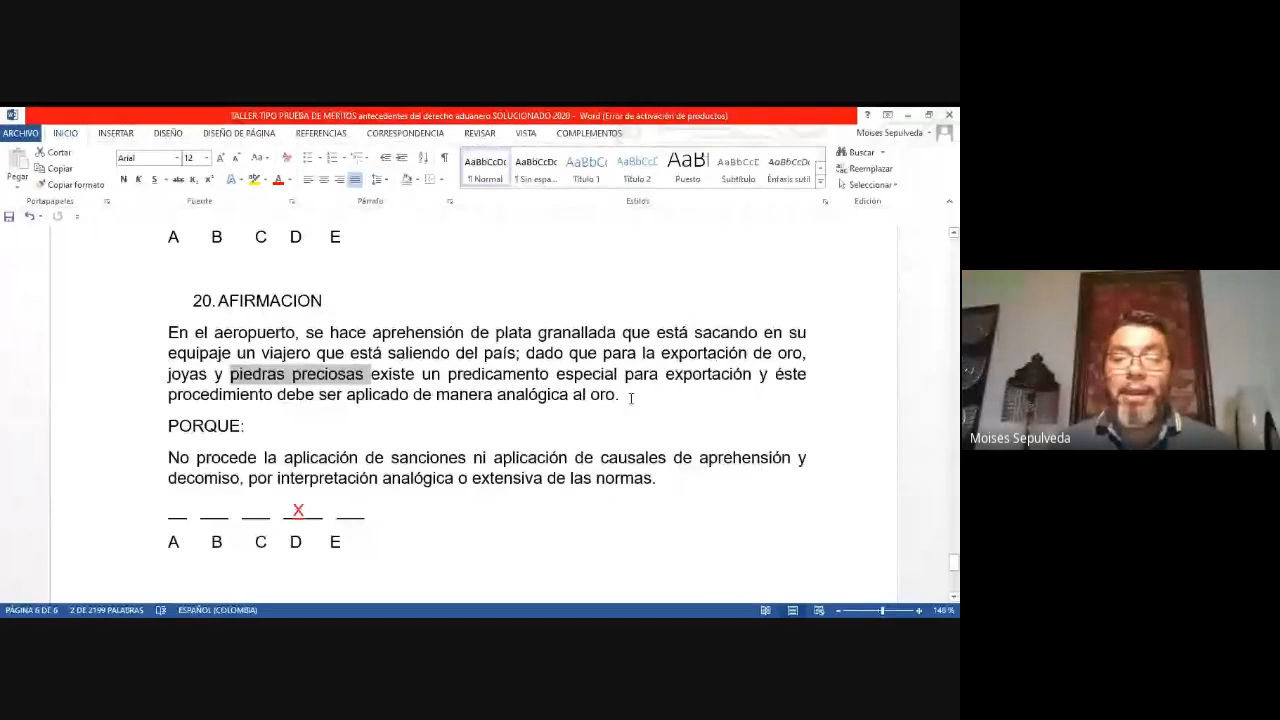 TALLER TIPO PRUEBA DE MERITOS antecedentes del derecho aduanero SOLUCIONADO 2020 - Word (Error de activación de productos)
ARCHIVO INICIO INSERTAR DISEÑO DISEÑO DE PÁGINA REFERENCIAS CORRESPONDENCIA REVISAR VISTA COMPLEMENTOS Moises Sepulveda
Pegar
Cortar
Copiar
Copiar formato
Portapapeles
Arial 12
N K S abc
Fuente
Párrafo
AaBbCcDc AaBbCcDc AaBbCc AaBbCcC AaBl AaBbCcD AaBbCcDc
¶ Normal ¶ Sin espa... Título 1 Título 2 Puesto Subtítulo Énfasis sutil
Estilos
Buscar
Reemplazar
Seleccionar
Edición
A B C D E
20. AFIRMACION
En el aeropuerto, se hace aprehensión de plata granallada que está sacando en su
equipaje un viajero que está saliendo del país; dado que para la exportación de oro,
joyas y piedras preciosas existe un predicamento especial para exportación y éste
procedimiento debe ser aplicado de manera analógica al oro.
PORQUE:
No procede la aplicación de sanciones ni aplicación de causales de aprehensión y
decomiso, por interpretación analógica o extensiva de las normas.
X
A B C D E
PÁGINA 6 DE 6 2 DE 2199 PALABRAS ESPAÑOL (COLOMBIA) 146 %
Moises Sepulveda